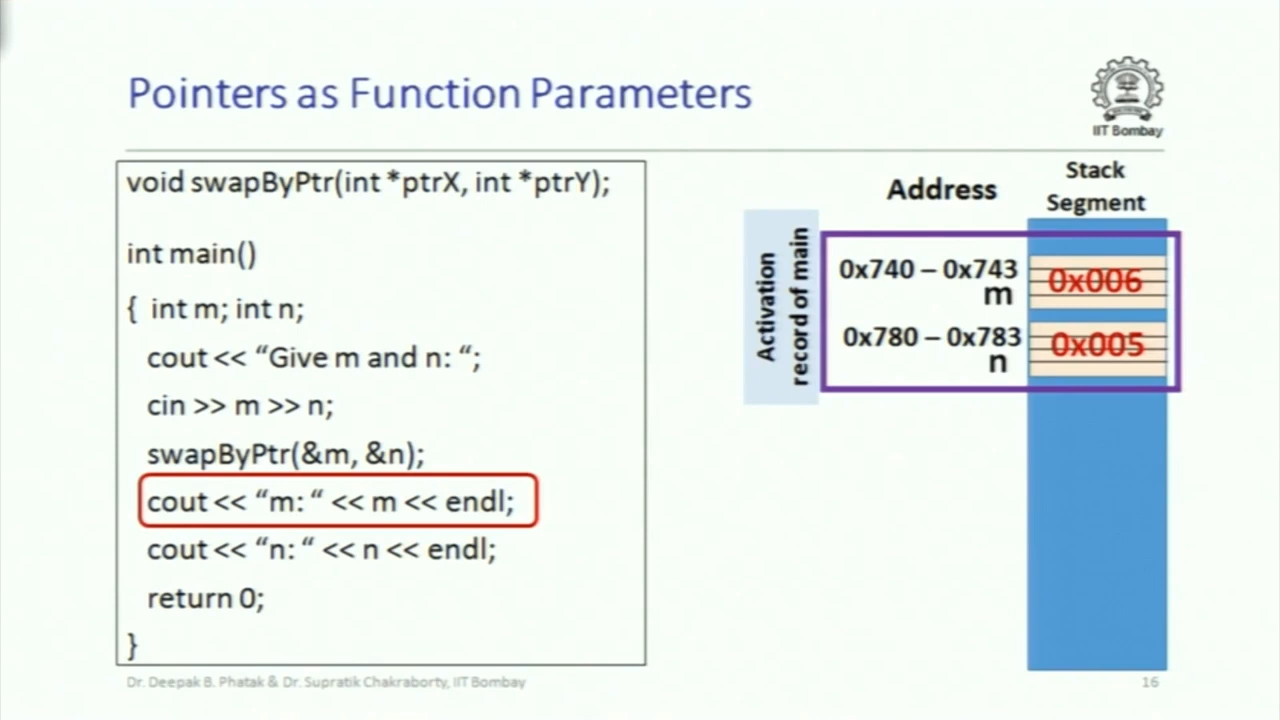 Pointers as Function Parameters
IIT Bombay
void swapByPtr(int *ptrX, int *ptrY);
int main()
{ int m; int n;
cout << “Give m and n: “;
cin >> m >> n;
swapByPtr(&m, &n);
cout << “m: “ << m << endl;
cout << “n: “ << n << endl;
return 0;
}
Address
Stack
Segment
Activation
record of main
0x740 – 0x743
m
0x006
0x780 – 0x783
n
0x005
Dr. Deepak B. Phatak & Dr. Supratik Chakraborty, IIT Bombay
16